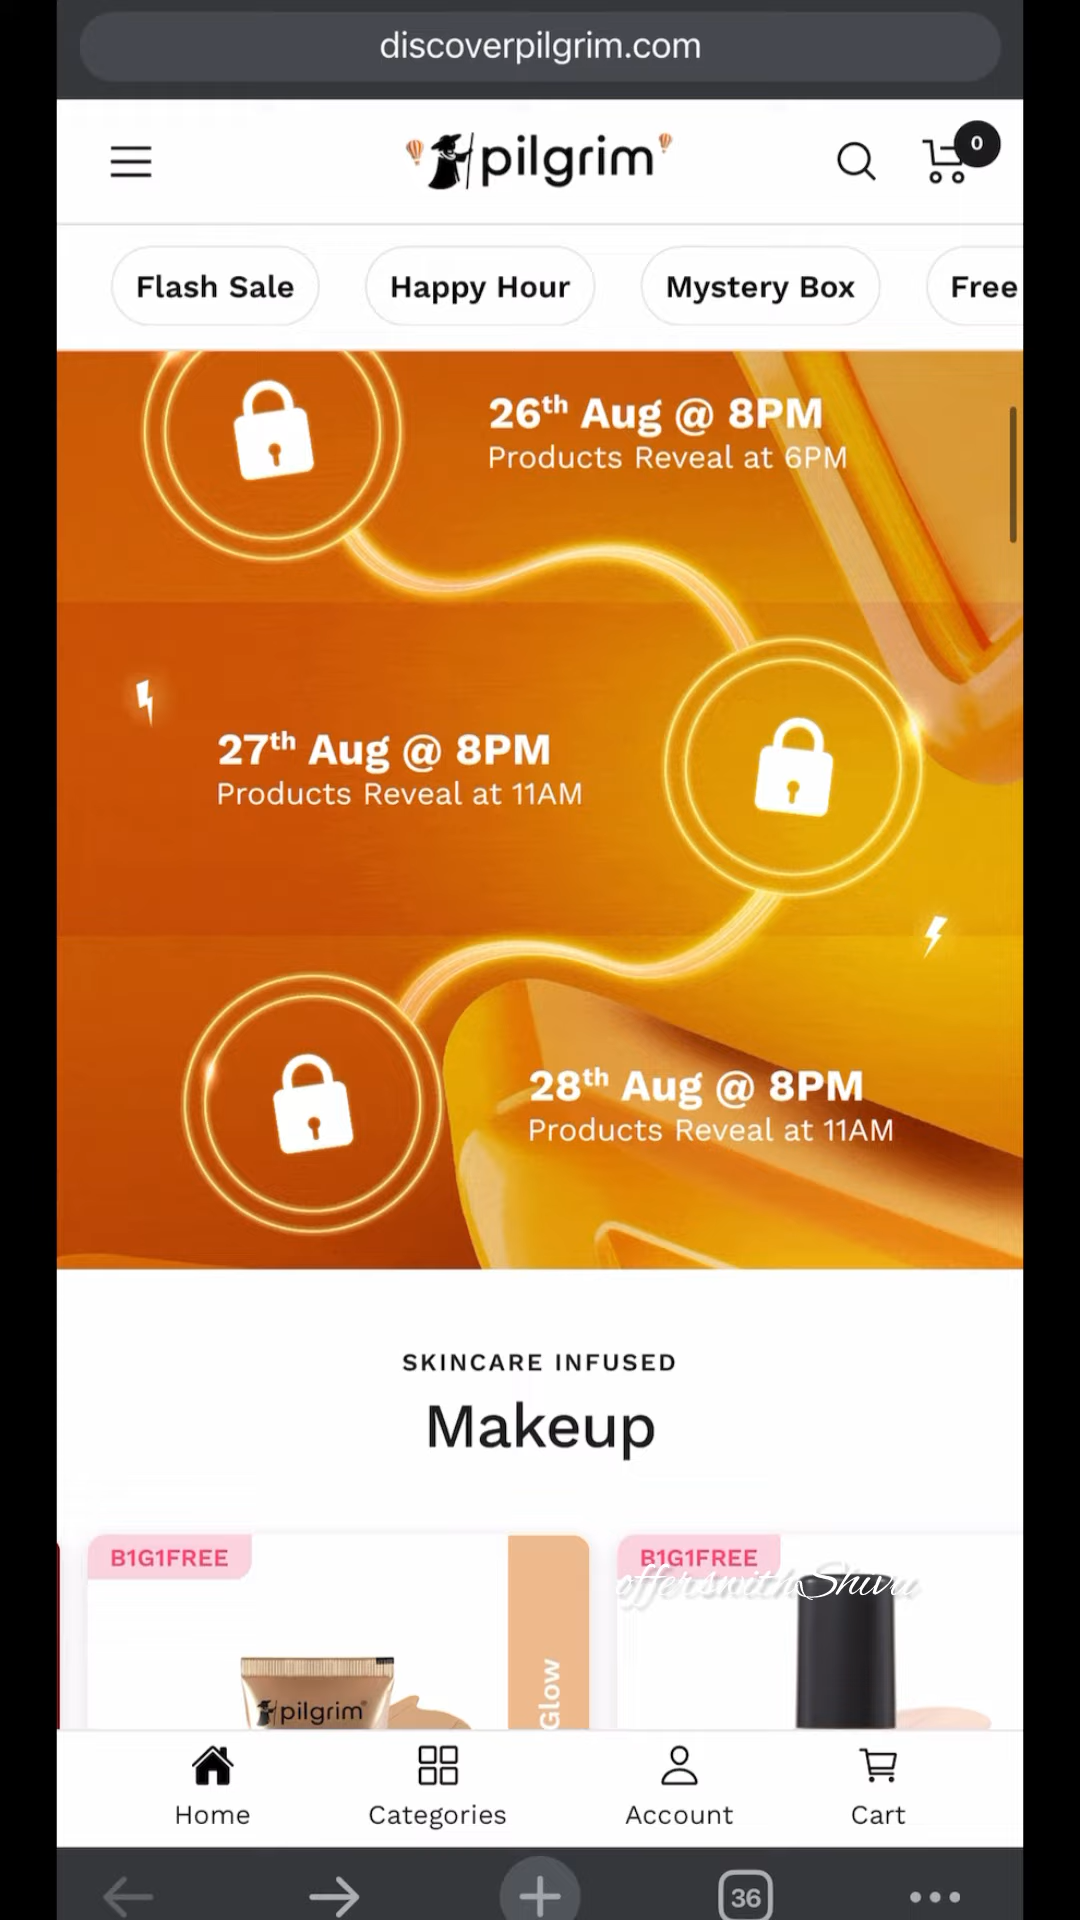 discoverpilgrim.com
pilgrim
0
Flash Sale
Happy Hour
Mystery Box
Free
26th Aug @ 8PM
Products Reveal at 6PM
27th Aug @ 8PM
Products Reveal at 11AM
28th Aug @ 8PM
Products Reveal at 11AM
SKINCARE INFUSED
Makeup
B1G1FREE
B1G1FREE
offerswithShivu
Glow
pilgrim
Home
Categories
Account
Cart
36